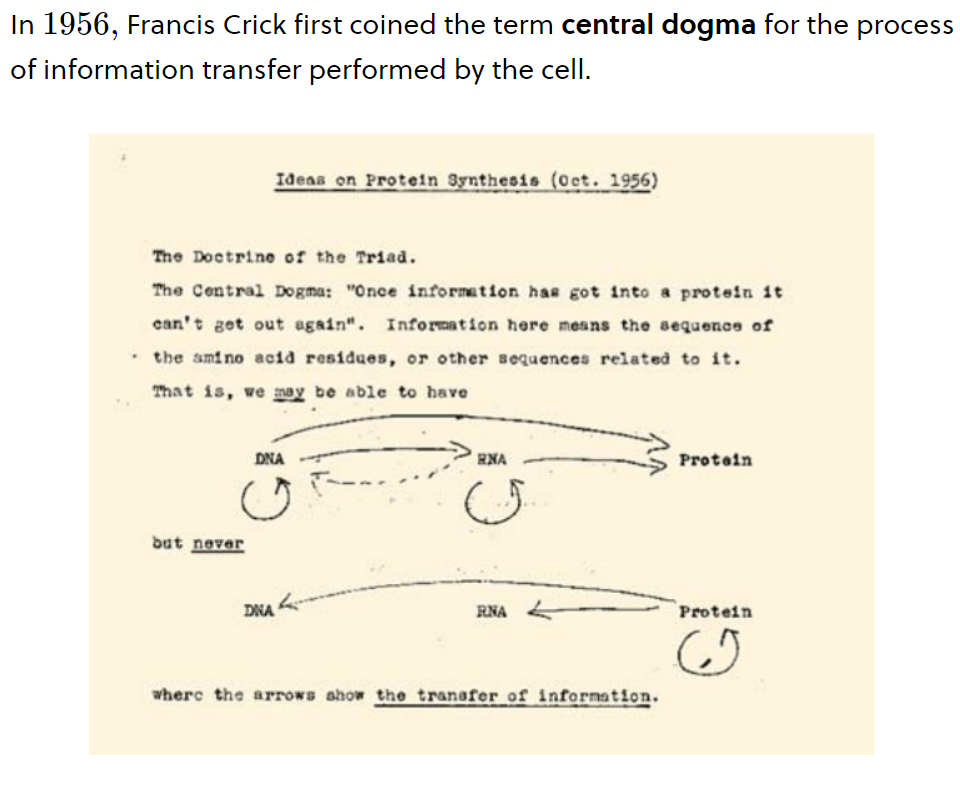 In 1956, Francis Crick first coined the term central dogma for the process
of information transfer performed by the cell.
Ideas on Protein Synthesis (Oct. 1956)
The Doctrine of the Triad.
The Central Dogma: "Once information has got into a protein it
can't get out again". Information here means the sequence of
the amino acid residues, or other sequences related to it.
That is, we may be able to have
DNA RNA Protein
but never
DNA RNA Protein
where the arrows show the transfer of information.